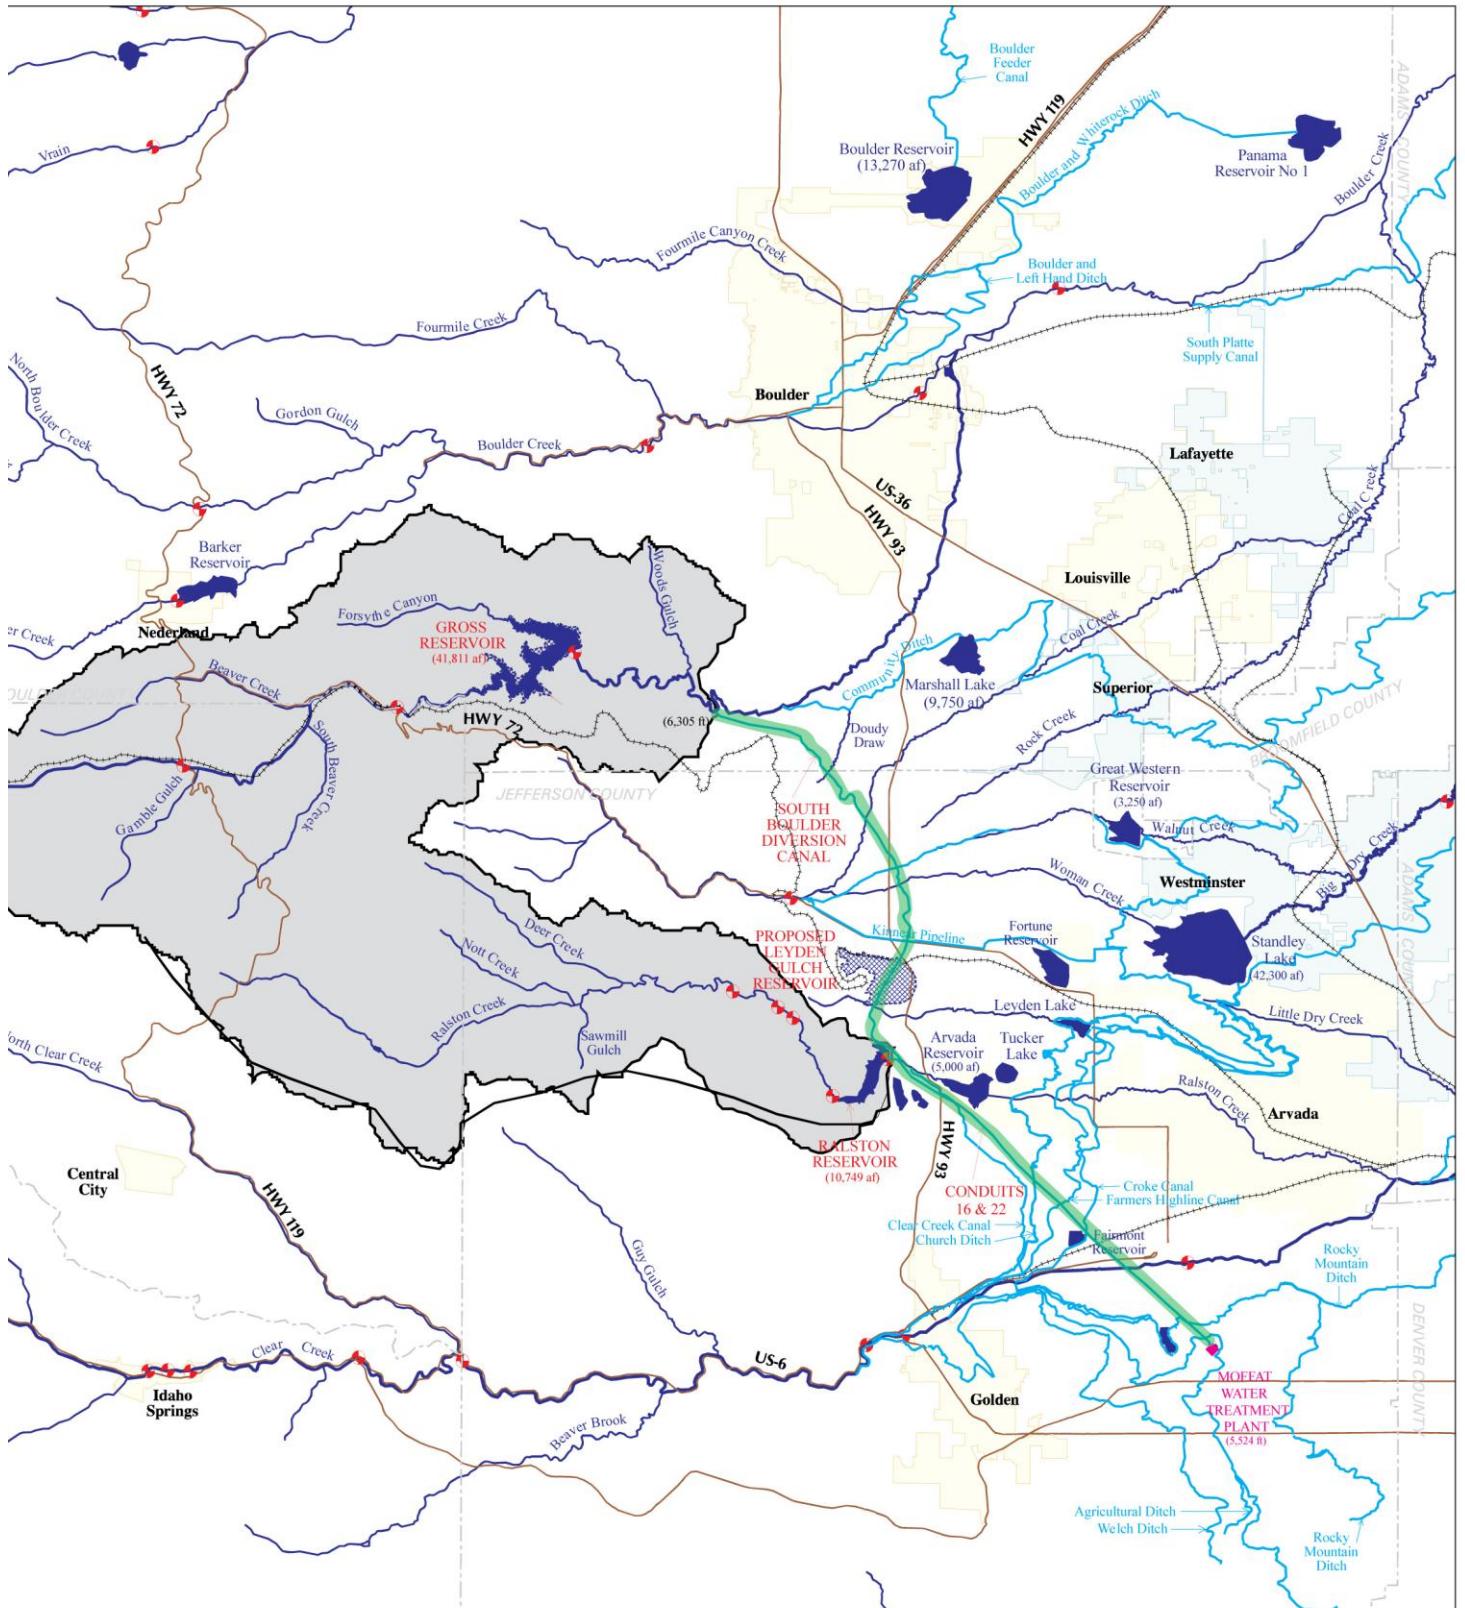 Boulder
Feeder
Canal
HWY 119
Boulder and Whiterock Ditch
ADAMS COUNTY
Vrain
Boulder Reservoir
(13,270 af)
Panama
Reservoir No 1
Boulder Creek
Fourmile Canyon Creek
Boulder and
Left Hand Ditch
Fourmile Creek
South Platte
Supply Canal
North Boulder Creek
HWY 72
Boulder
Gordon Gulch
Boulder Creek
Lafayette
US-36
HWY 93
Coal Creek
Barker
Reservoir
Woods Gulch
Louisville
Forsythe Canyon
GROSS
RESERVOIR
(41,811 af)
er Creek
Nederland
Coal Creek
Community Ditch
Beaver Creek
Marshall Lake
(9,750 af)
Superior
OULDER COUNTY
HWY 72
(6,305 ft)
Doudy
Draw
Rock Creek
BROOMFIELD COUNTY
South Beaver Creek
Great Western
Reservoir
(3,250 af)
JEFFERSON COUNTY
Gamble Gulch
SOUTH
BOULDER
DIVERSION
CANAL
Walnut Creek
Big Dry Creek
Woman Creek
Westminster
ADAMS COUNTY
Deer Creek
PROPOSED
LEYDEN
GULCH
RESERVOIR
Kinnear Pipeline
Fortune
Reservoir
Standley
Lake
(42,300 af)
Nott Creek
Leyden Lake
Little Dry Creek
Ralston Creek
Sawmill
Gulch
Arvada
Reservoir
(5,000 af)
Tucker
Lake
North Clear Creek
Ralston Creek
Arvada
HWY 93
RALSTON
RESERVOIR
(10,749 af)
Central
City
CONDUITS
16 & 22
Croke Canal
Farmers Highline Canal
HWY 119
Clear Creek Canal
Church Ditch
Fairmont
Reservoir
Guy Gulch
Rocky
Mountain
Ditch
DENVER COUNTY
Clear Creek
US-6
MOFFAT
WATER
TREATMENT
PLANT
(5,524 ft)
Idaho
Springs
Golden
Beaver Brook
Agricultural Ditch
Welch Ditch
Rocky
Mountain
Ditch